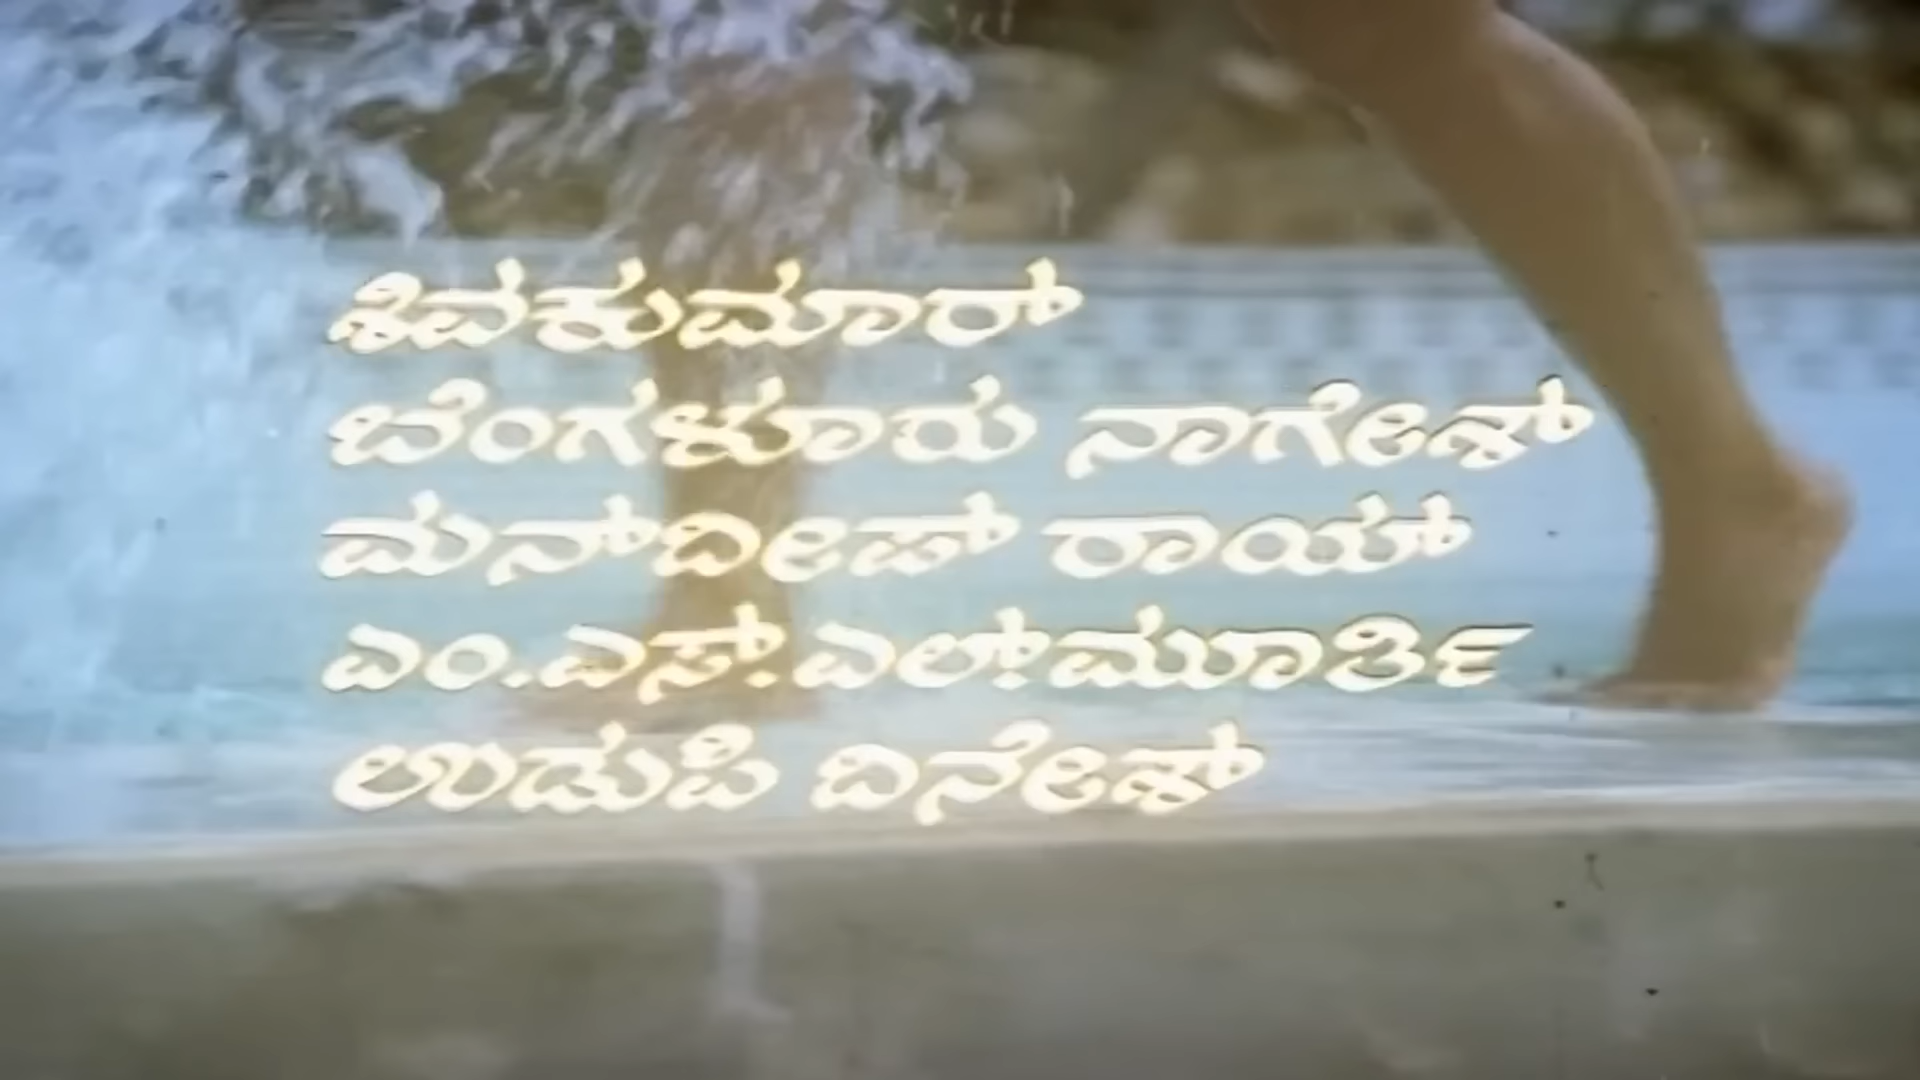 ಶಿವಕುಮಾರ್
ಬೆಂಗಳೂರು ನಾಗೇಶ್
ಮನ್‌ದೀಪ್ ರಾಯ್
ಎಂ.ಎಸ್.ಎಲ್.ಮೂರ್ತಿ
ಉಡುಪಿ ದಿನೇಶ್